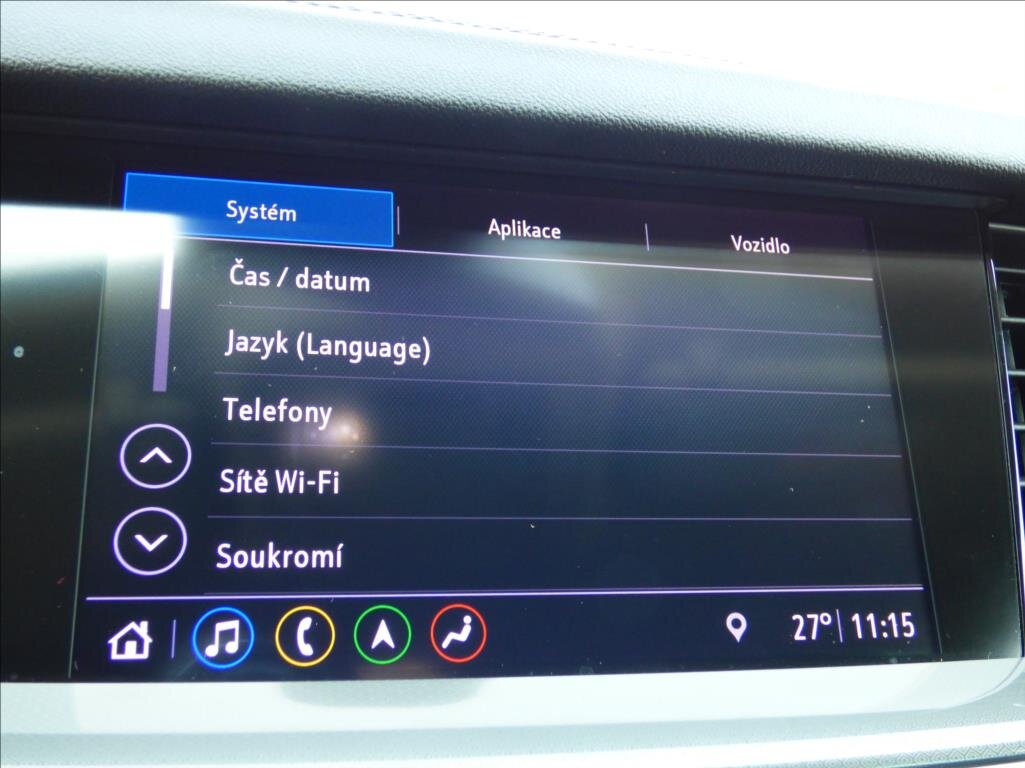 Systém
Aplikace
Vozidlo
Čas / datum
Jazyk (Language)
Telefony
Sítě Wi-Fi
Soukromí
27° 11:15